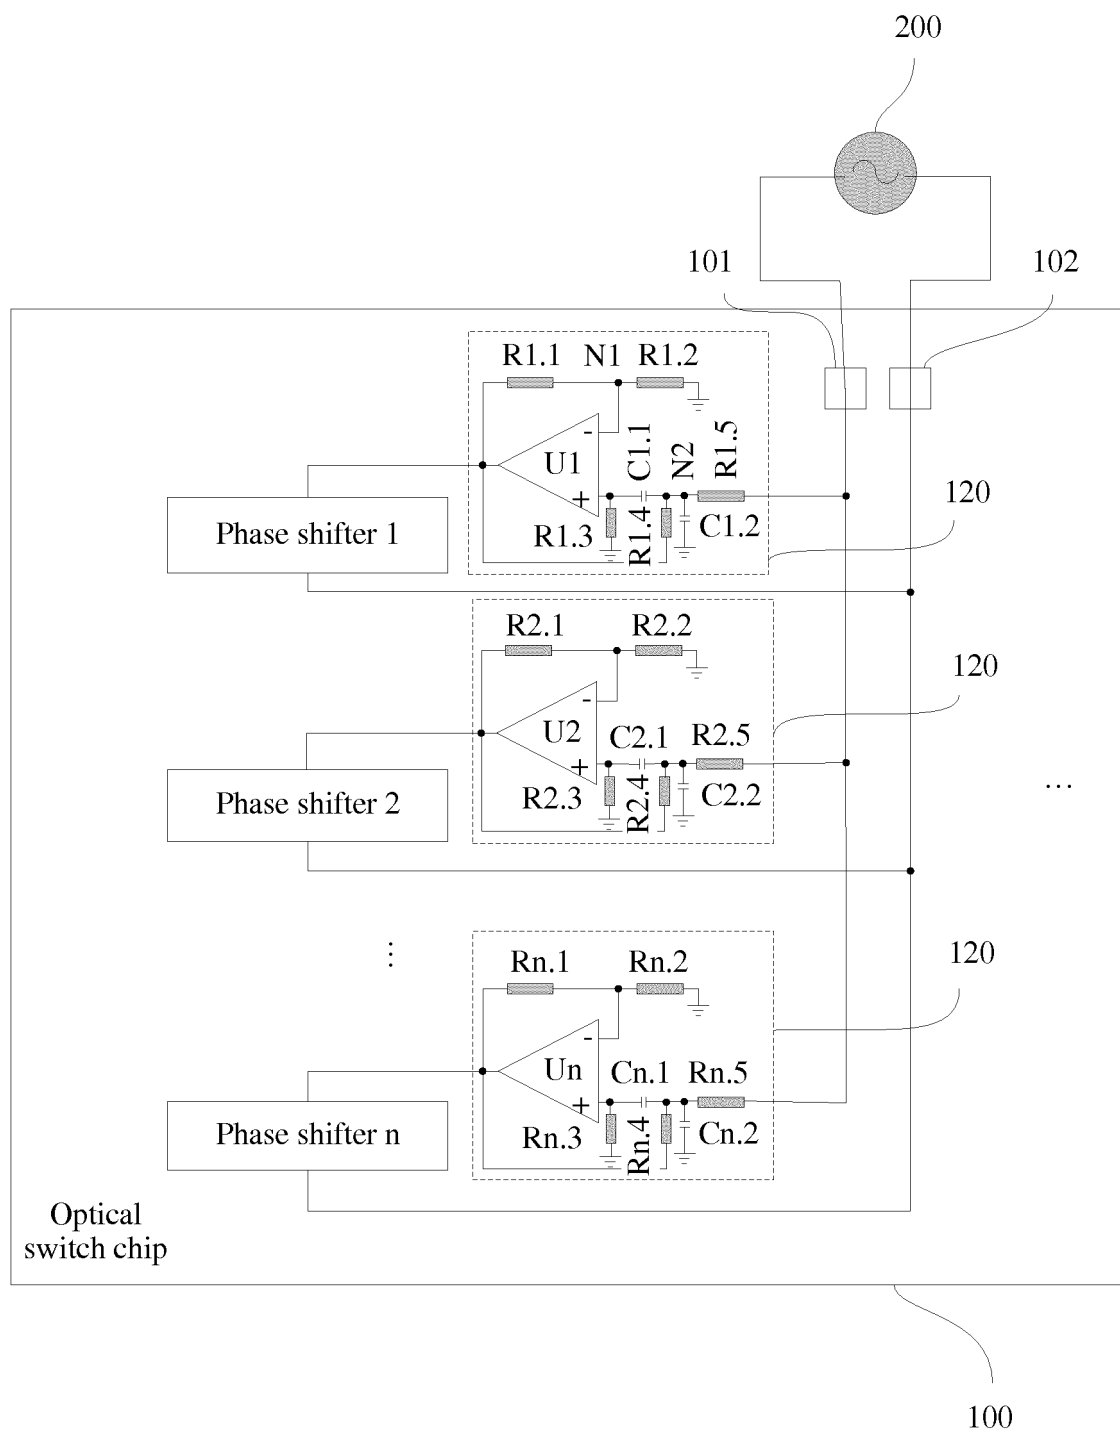 200
101
102
R1.1
N1
R1.2
-
U1
+
C1.1
N2
R1.5
R1.3
R1.4
C1.2
120
Phase shifter 1
R2.1
R2.2
-
U2
+
C2.1
R2.5
R2.3
R2.4
C2.2
120
Phase shifter 2
...
⋮
Rn.1
Rn.2
-
Un
+
Cn.1
Rn.5
Rn.3
Rn.4
Cn.2
120
Phase shifter n
Optical
switch chip
100